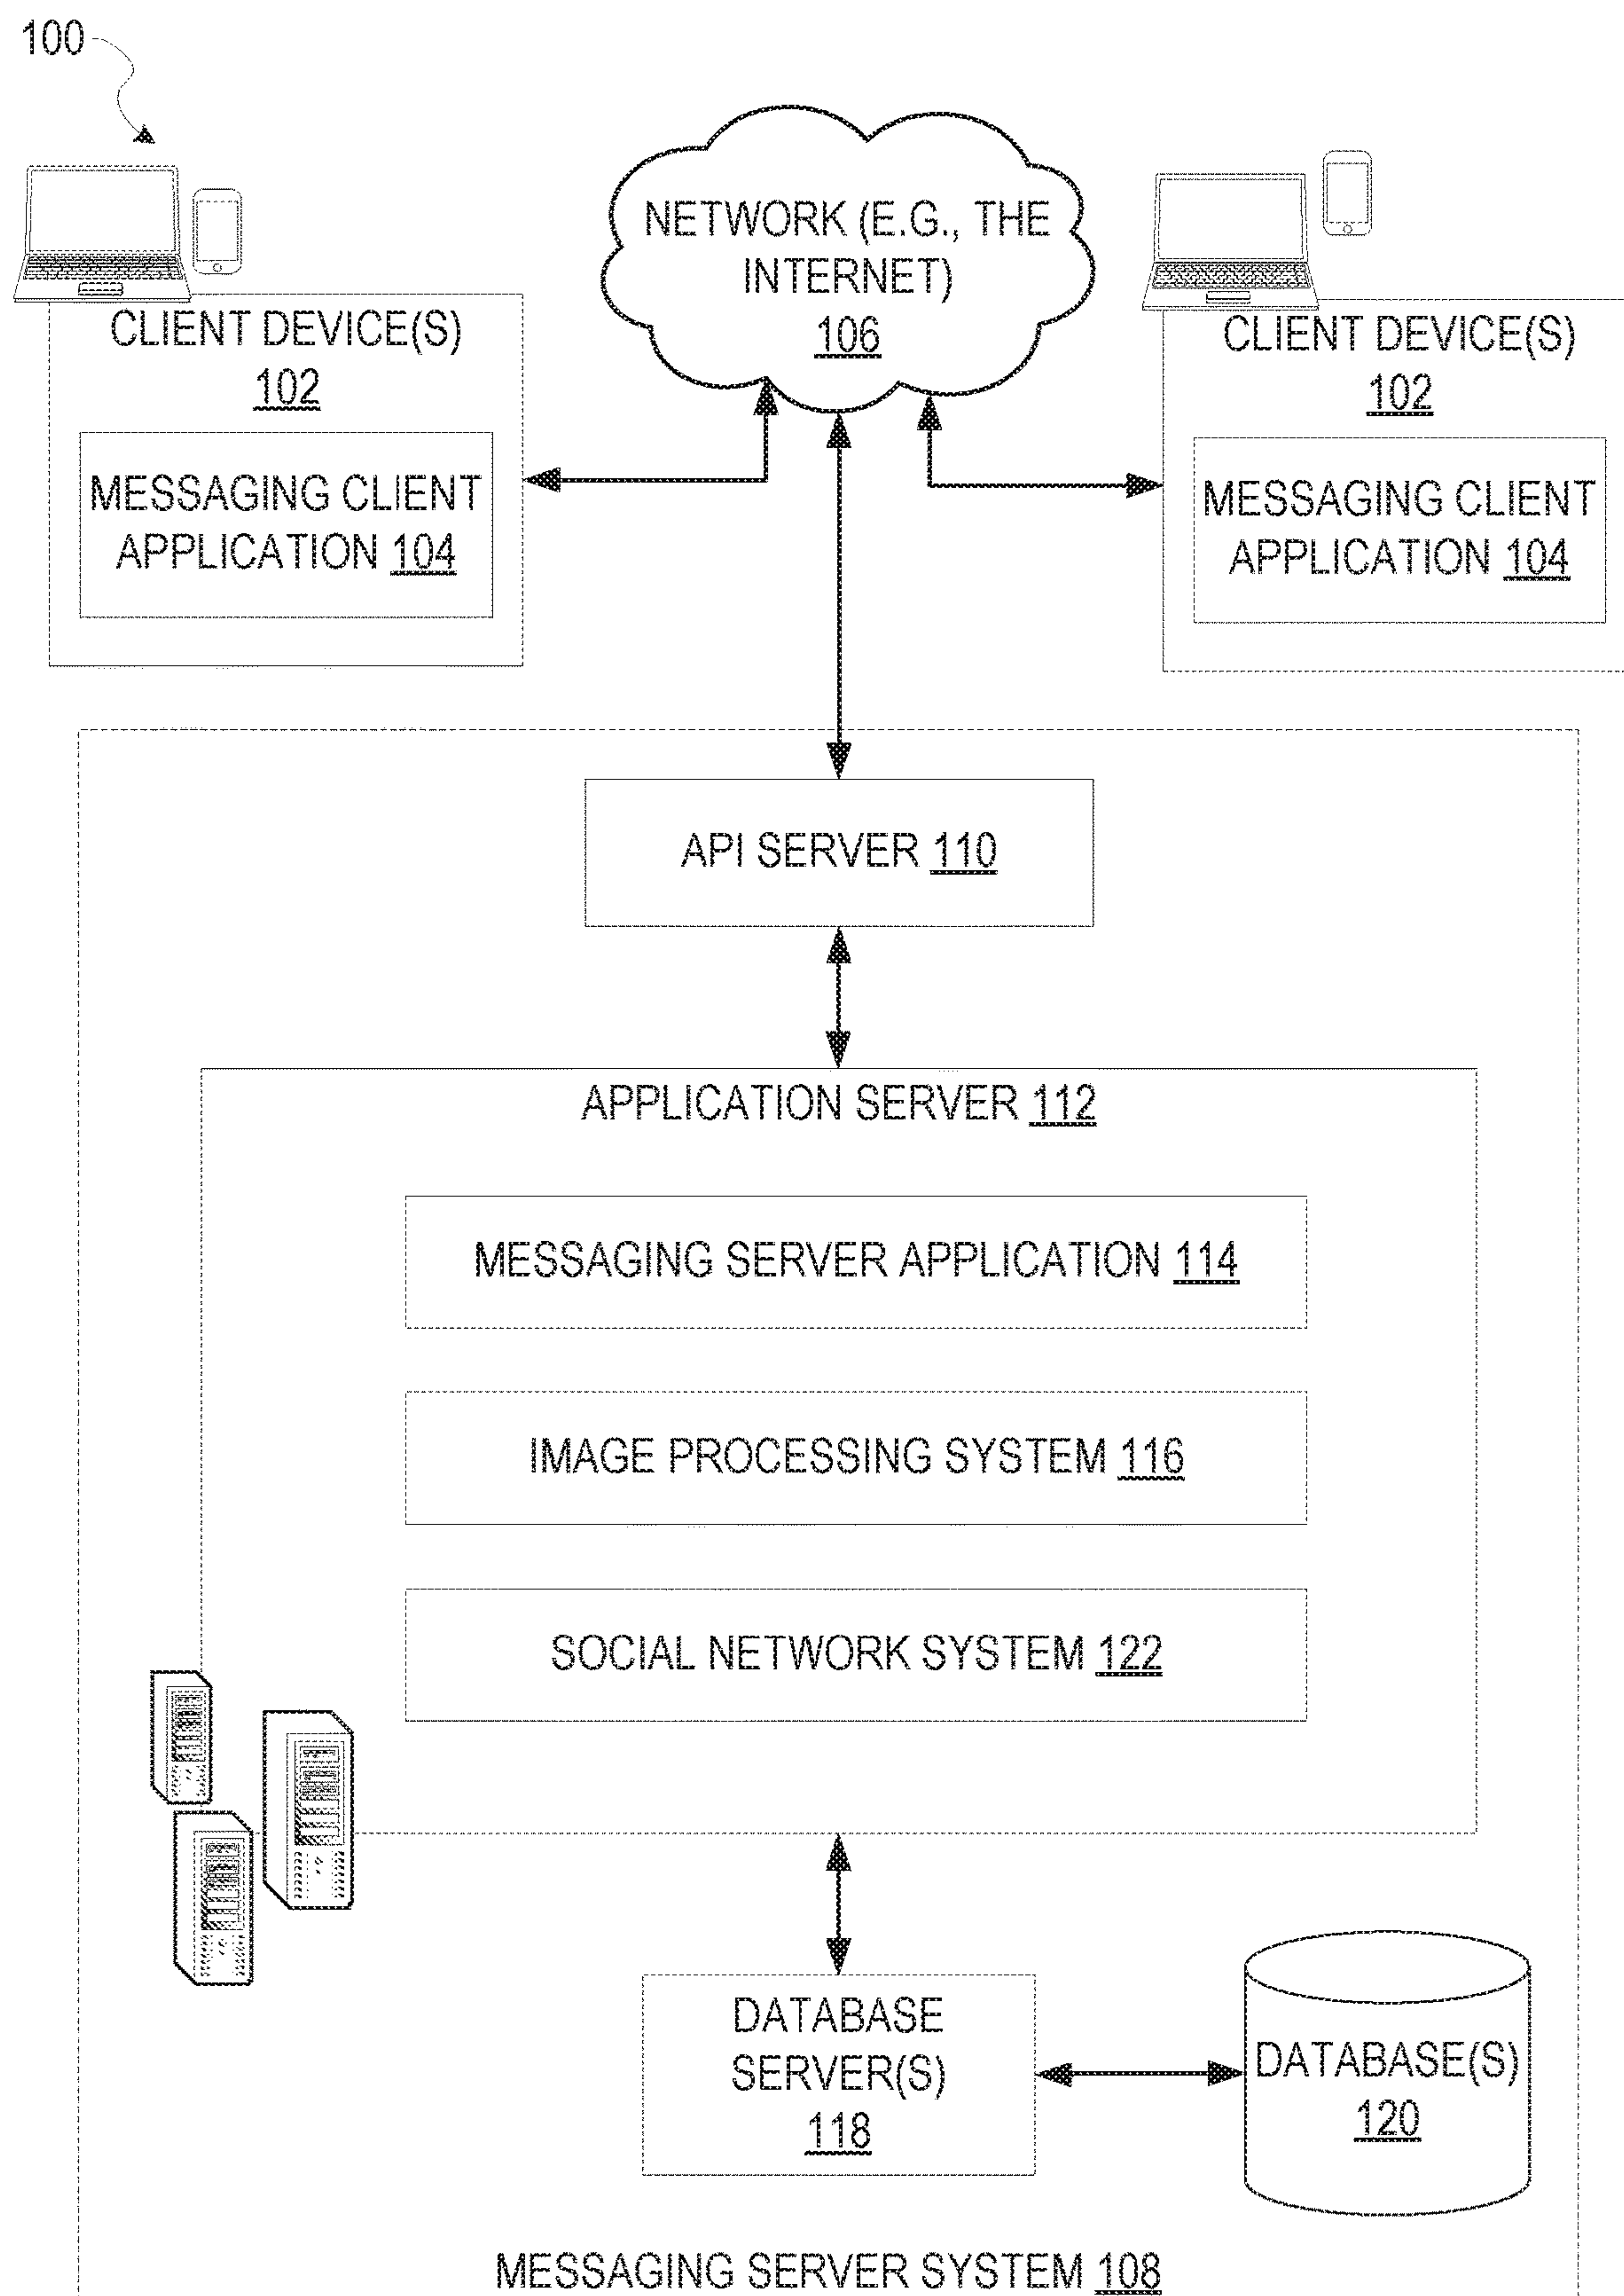 100
NETWORK (E.G., THE
INTERNET)
106
CLIENT DEVICE(S)
102
MESSAGING CLIENT
APPLICATION 104
CLIENT DEVICE(S)
102
MESSAGING CLIENT
APPLICATION 104
API SERVER 110
APPLICATION SERVER 112
MESSAGING SERVER APPLICATION 114
IMAGE PROCESSING SYSTEM 116
SOCIAL NETWORK SYSTEM 122
DATABASE
SERVER(S)
118
DATABASE(S)
120
MESSAGING SERVER SYSTEM 108